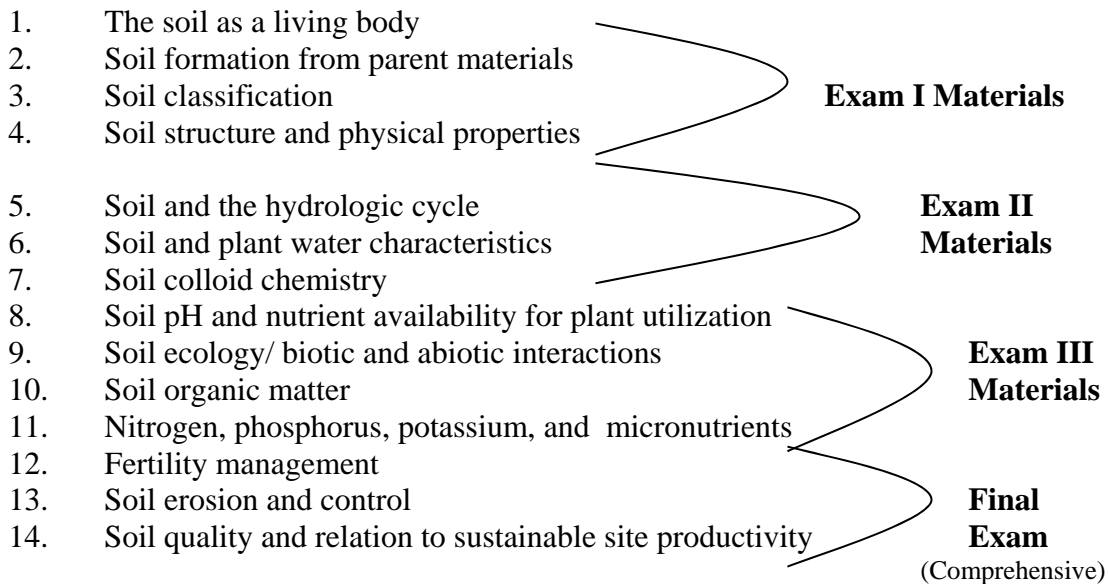 1. The soil as a living body
2. Soil formation from parent materials
3. Soil classification Exam I Materials
4. Soil structure and physical properties
5. Soil and the hydrologic cycle Exam II
6. Soil and plant water characteristics Materials
7. Soil colloid chemistry
8. Soil pH and nutrient availability for plant utilization
9. Soil ecology/ biotic and abiotic interactions Exam III
10. Soil organic matter Materials
11. Nitrogen, phosphorus, potassium, and micronutrients
12. Fertility management
13. Soil erosion and control Final
14. Soil quality and relation to sustainable site productivity Exam
(Comprehensive)